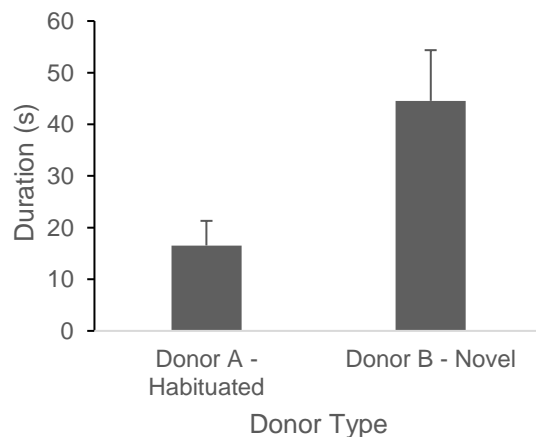 60
50
40
30
20
10
0
Duration (s)
Donor A -
Habituated
Donor B - Novel
Donor Type